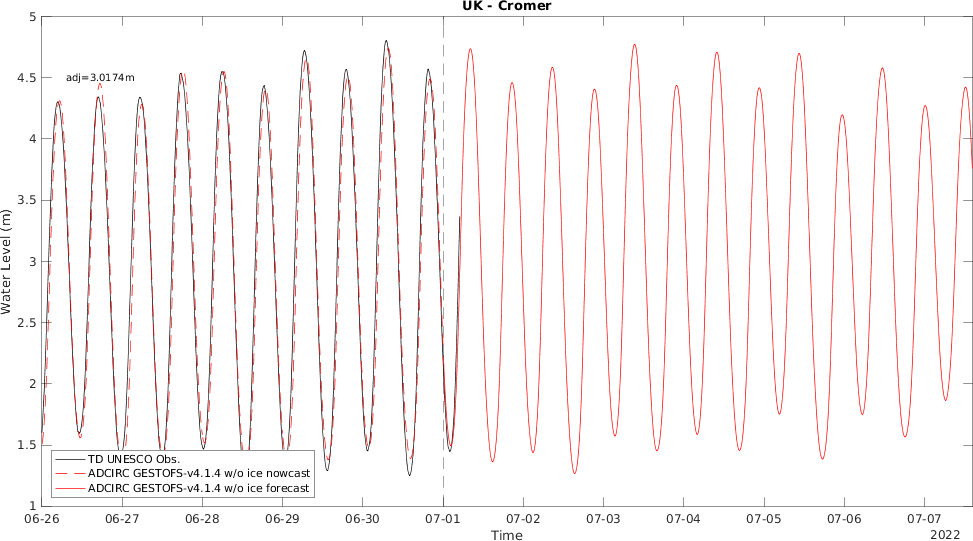 UK - Cromer
5
4.5
4
3.5
3
2.5
2
1.5
1
Water Level (m)
adj=3.0174m
TD UNESCO Obs.
ADCIRC GESTOFS-v4.1.4 w/o ice nowcast
ADCIRC GESTOFS-v4.1.4 w/o ice forecast
06-26 06-27 06-28 06-29 06-30 07-01 07-02 07-03 07-04 07-05 07-06 07-07
Time
2022